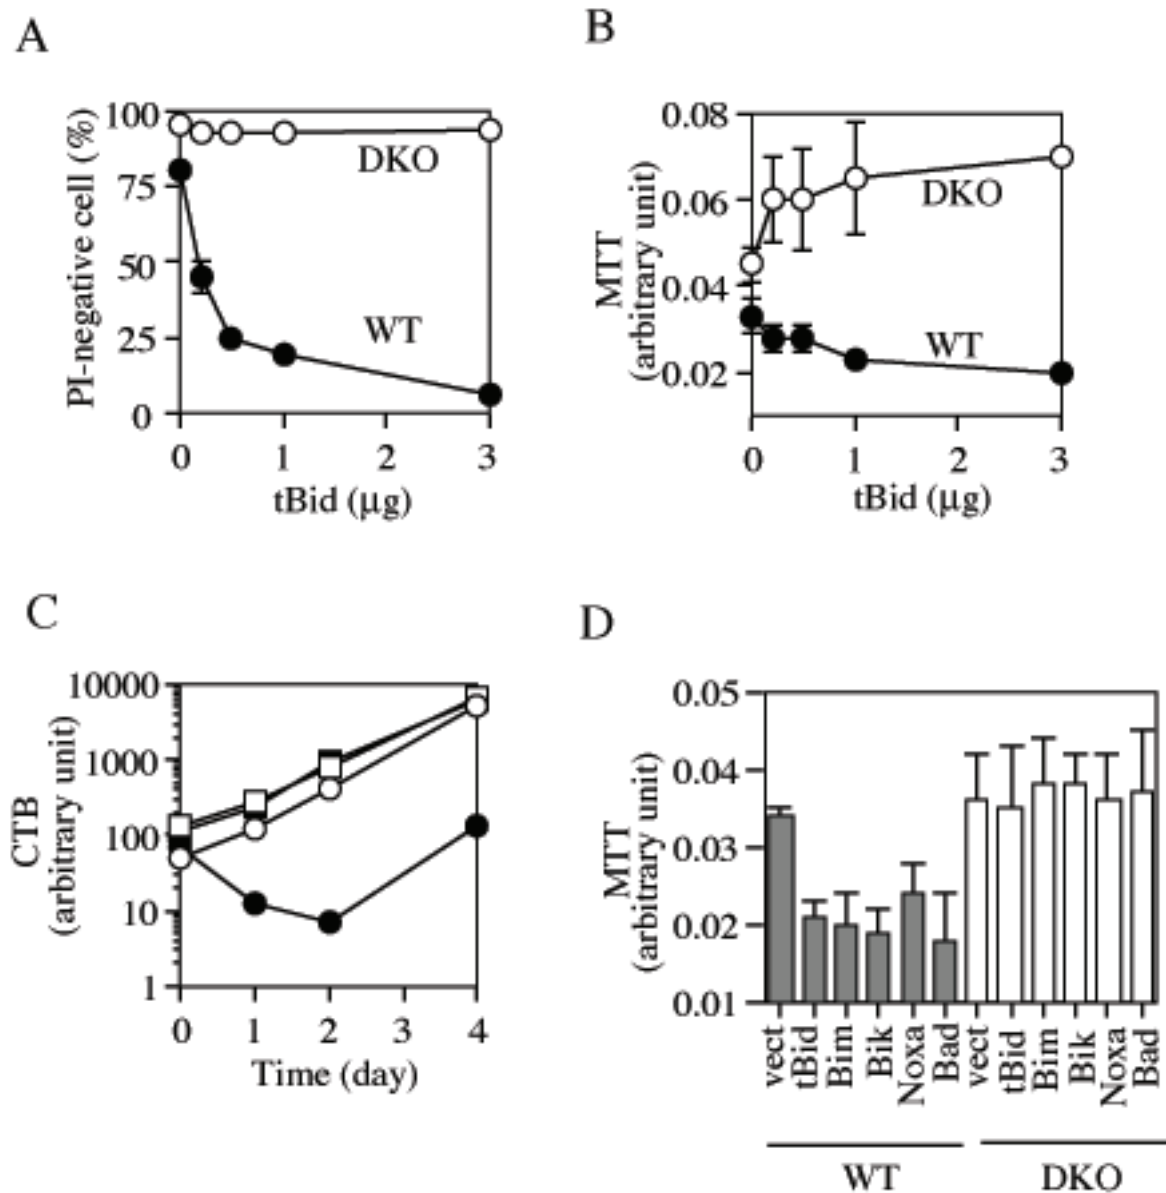 A
PI-negative cell (%)
100
75
50
25
0
DKO
WT
0 1 2 3
tBid (μg)
B
MTT
(arbitrary unit)
0.08
0.06
0.04
0.02
DKO
WT
0 1 2 3
tBid (μg)
C
CTB
(arbitrary unit)
10000
1000
100
10
1
0 1 2 3 4
Time (day)
D
MTT
(arbitrary unit)
0.05
0.04
0.03
0.02
0.01
vect tBid Bim Bik Noxa Bad vect tBid Bim Bik Noxa Bad
WT DKO